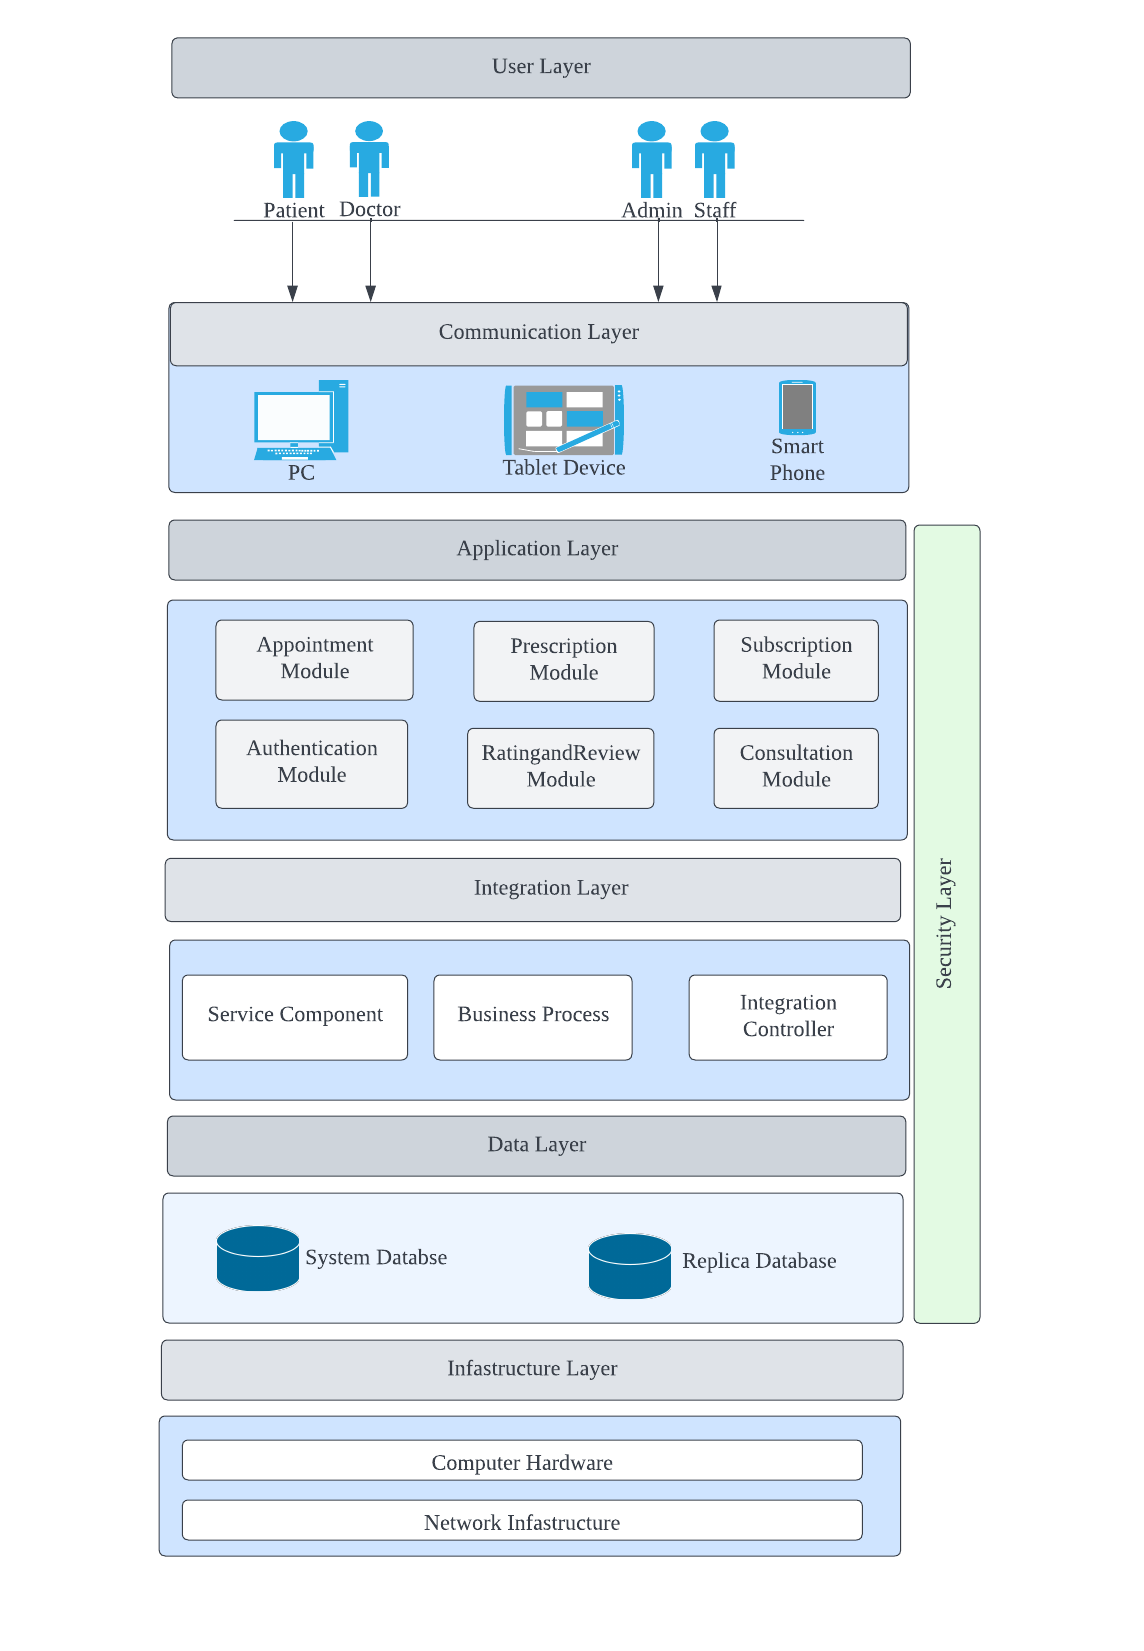 User Layer
Patient
Doctor
Admin
Staff
Communication Layer
PC
Tablet Device
Smart
Phone
Application Layer
Appointment
Module
Prescription
Module
Subscription
Module
Authentication
Module
RatingandReview
Module
Consultation
Module
Integration Layer
Service Component
Business Process
Integration
Controller
Data Layer
System Databse
Replica Database
Infastructure Layer
Computer Hardware
Network Infastructure
Security Layer